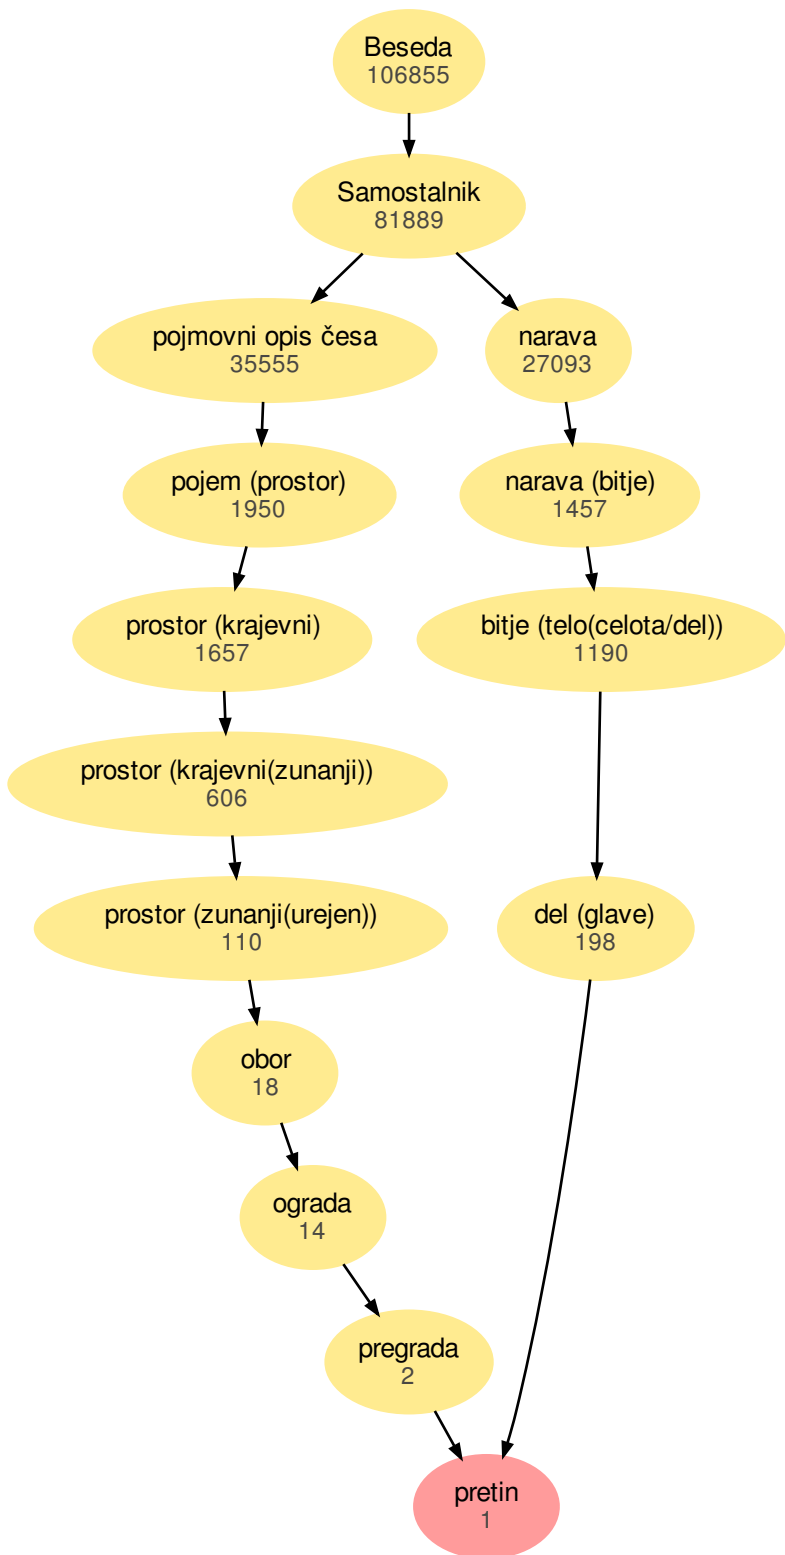 Beseda
106855
Samostalnik
81889
pojmovni opis česa
35555
narava
27093
pojem (prostor)
1950
narava (bitje)
1457
prostor (krajevni)
1657
bitje (telo(celota/del))
1190
prostor (krajevni(zunanji))
606
prostor (zunanji(urejen))
110
del (glave)
198
obor
18
ograda
14
pregrada
2
pretin
1